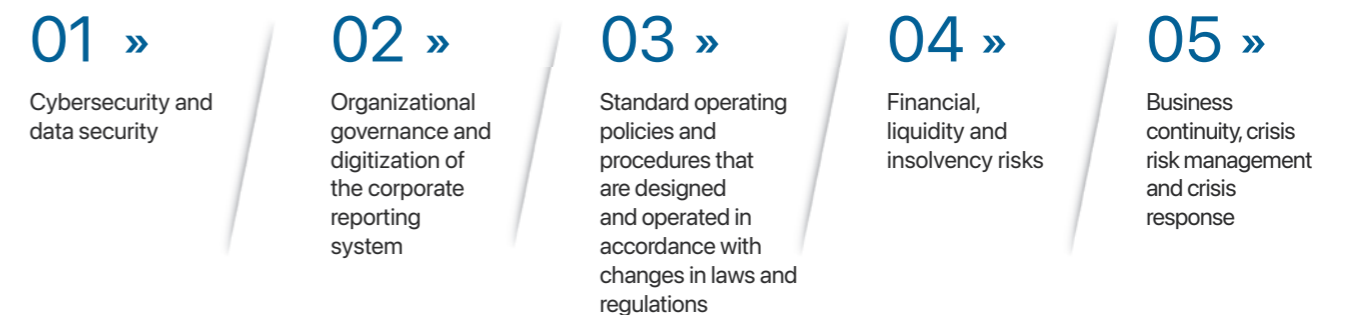 01 »
Cybersecurity and
data security
02 »
Organizational
governance and
digitization of
the corporate
reporting
system
03 »
Standard operating
policies and
procedures that
are designed
and operated in
accordance with
changes in laws and
regulations
04 »
Financial,
liquidity and
insolvency risks
05 »
Business
continuity, crisis
risk management
and crisis
response